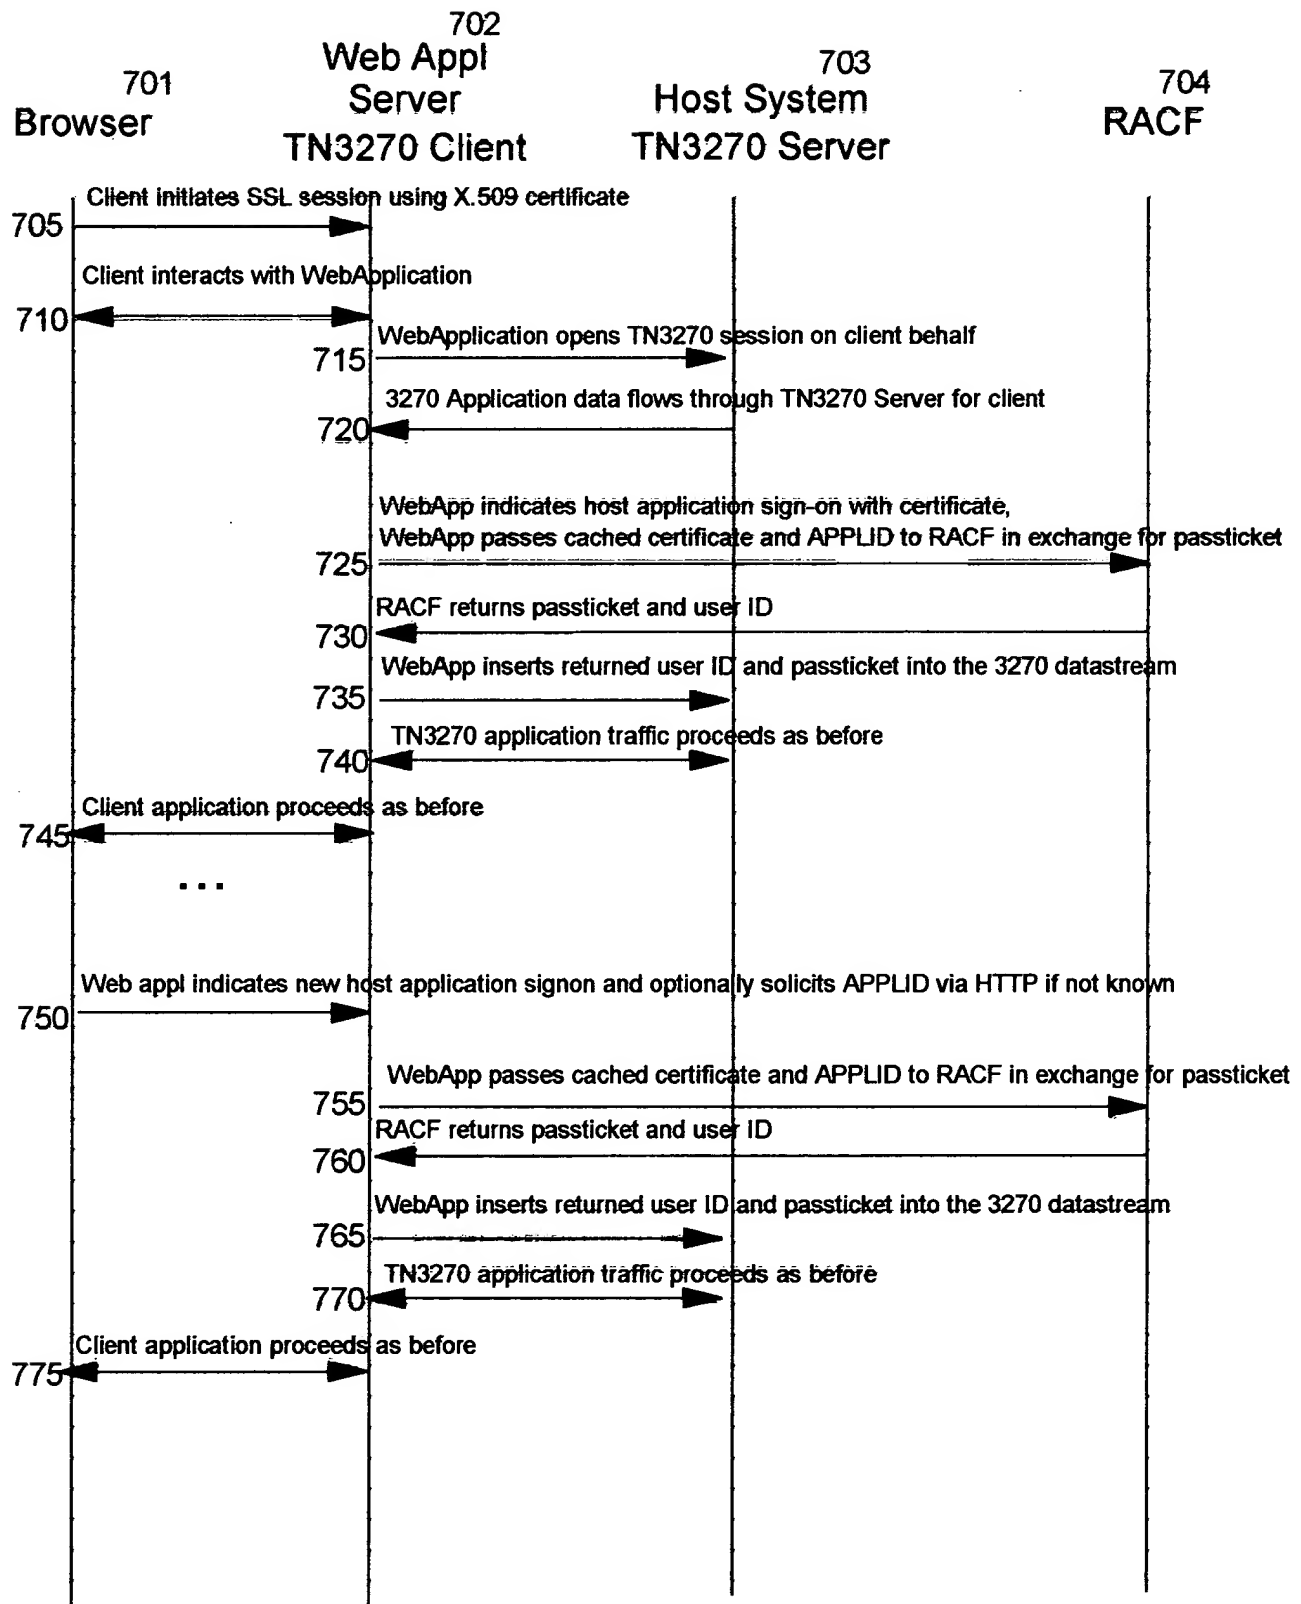 702
Web Appl
Server
TN3270 Client
701
Browser
703
Host System
TN3270 Server
704
RACF
Client initiates SSL session using X.509 certificate
705
Client interacts with WebApplication
710
WebApplication opens TN3270 session on client behalf
715
3270 Application data flows through TN3270 Server for client
720
WebApp indicates host application sign-on with certificate,
WebApp passes cached certificate and APPLID to RACF in exchange for passticket
725
RACF returns passticket and user ID
730
WebApp inserts returned user ID and passticket into the 3270 datastream
735
TN3270 application traffic proceeds as before
740
Client application proceeds as before
745
...
Web appl indicates new host application signon and optionally solicits APPLID via HTTP if not known
750
WebApp passes cached certificate and APPLID to RACF in exchange for passticket
755
RACF returns passticket and user ID
760
WebApp inserts returned user ID and passticket into the 3270 datastream
765
TN3270 application traffic proceeds as before
770
Client application proceeds as before
775